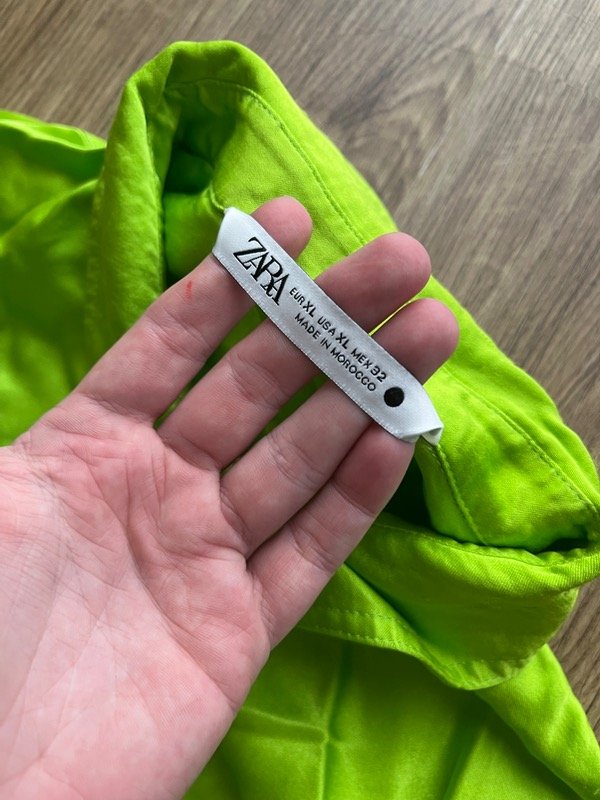 ZARA
EUR XL USA XL MEX 32
MADE IN MOROCCO